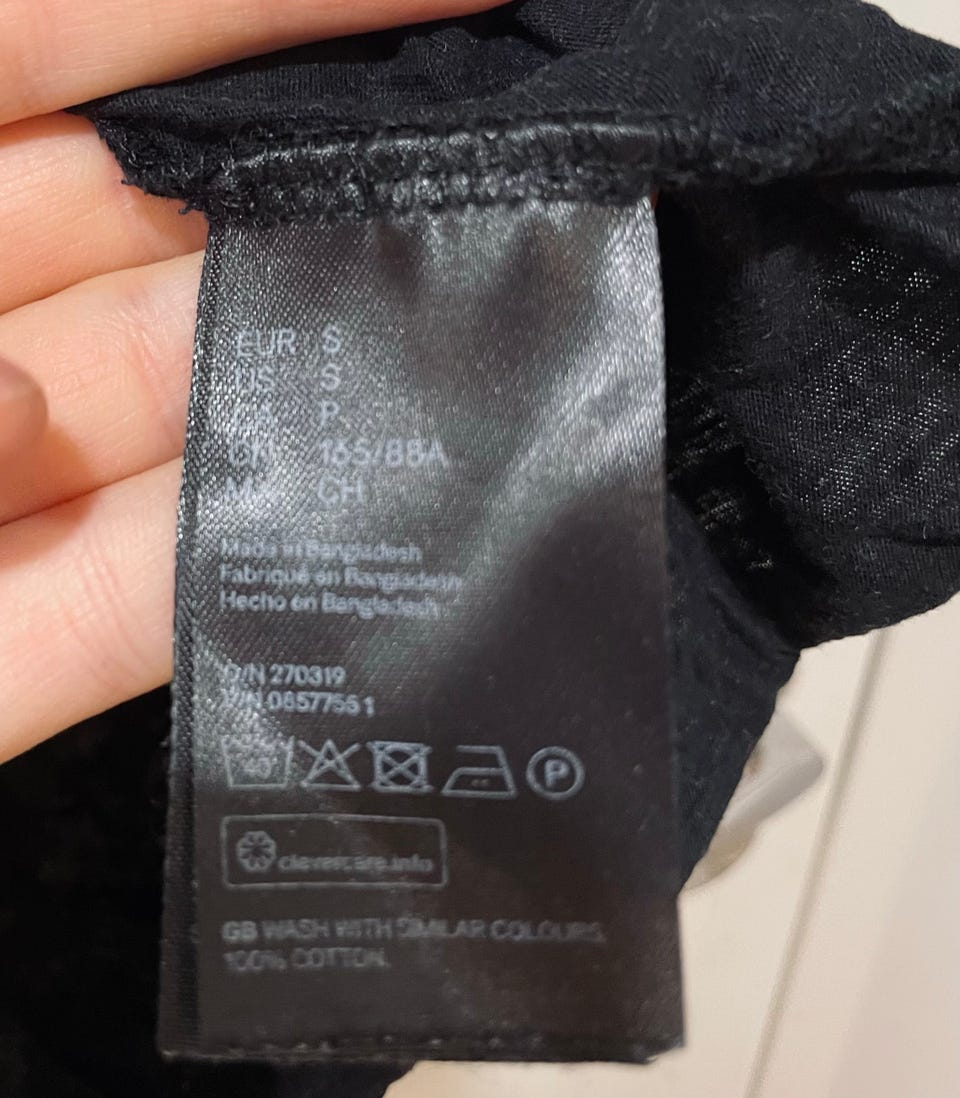 EUR S
US S
CA P
CN 165/88A
MX CH
Made in Bangladesh
Fabriqué en Bangladesh
Hecho en Bangladesh
O/N 270319
P/N 0857755 1
40
P
clevercare.info
GB WASH WITH SIMILAR COLOURS.
100% COTTON.